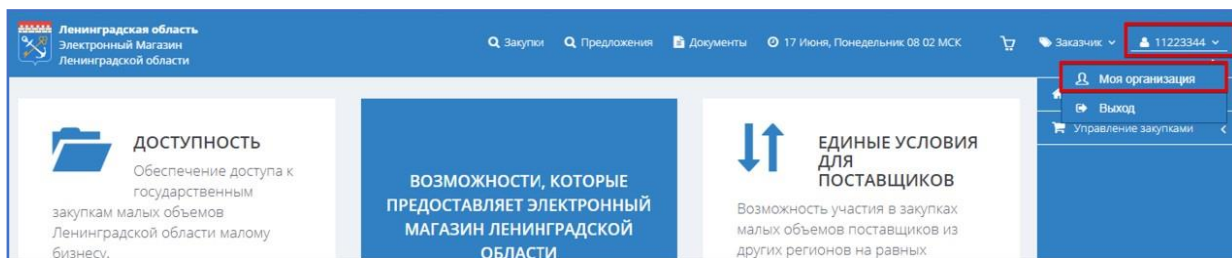 Ленинградская область
Электронный Магазин
Ленинградской области
Закупки
Предложения
Документы
17 Июня, Понедельник 08 02 МСК
Заказчик
11223344
Моя организация
Выход
Управление закупками
ДОСТУПНОСТЬ
Обеспечение доступа к
государственным
закупкам малых объемов
Ленинградской области малому
бизнесу.
ВОЗМОЖНОСТИ, КОТОРЫЕ
ПРЕДОСТАВЛЯЕТ ЭЛЕКТРОННЫЙ
МАГАЗИН ЛЕНИНГРАДСКОЙ
ОБЛАСТИ
ЕДИНЫЕ УСЛОВИЯ
ДЛЯ
ПОСТАВЩИКОВ
Возможность участия в закупках
малых объемов поставщиков из
других регионов на равных